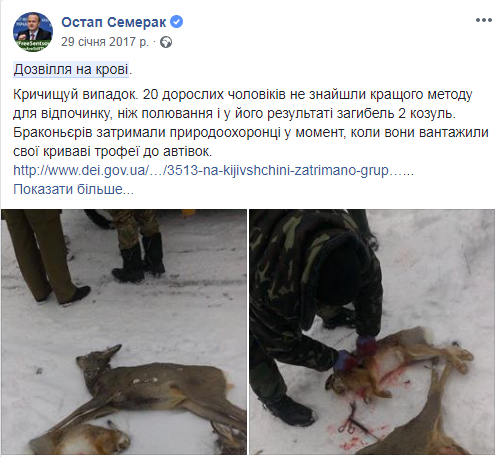 Остап Семерак
29 січня 2017 р. ·
Дозвілля на крові.
Кричищуй випадок. 20 дорослих чоловіків не знайшли кращого методу
для відпочинку, ніж полювання і у його результаті загибель 2 козуль.
Браконьєрів затримали природоохоронці у момент, коли вони вантажили
свої криваві трофеї до автівок.
http://www.dei.gov.ua/…/3513-na-kijivshchini-zatrimano-grup…...
Показати більше...